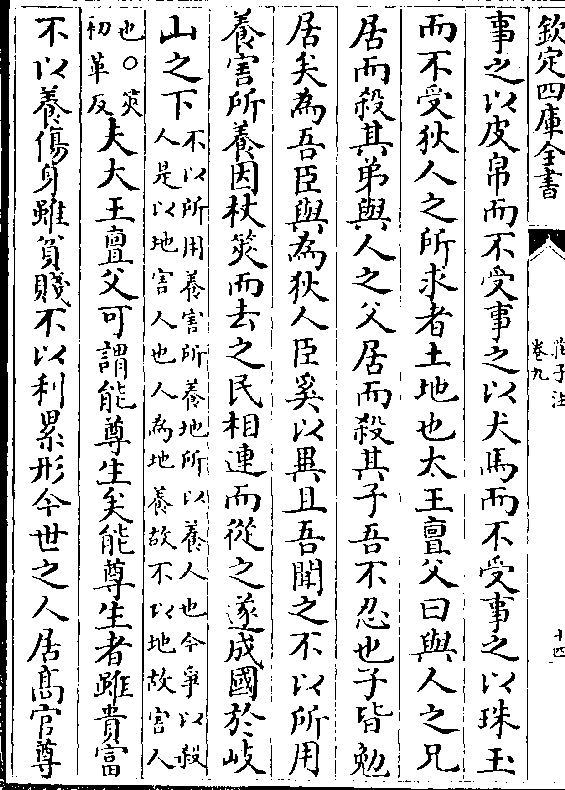 欽定四庫全書
莊子注
卷九
十四
事之以皮帛而不受事之以犬馬而不受事之以珠玉
而不受狄人之所求者土地也太王亶父曰與人之兄
居而殺其弟與人之父居而殺其子吾不忍也子皆勉
居矣為吾臣與為狄人臣奚以異且吾聞之不以所用
養害所養因杖筴而去之民相連而從之遂成國於岐
山之下
不以所用養害所養地所以養人也今爭以殺
人是以地害人也人為地養故不以地故害人
也○筴
初革反
夫大王亶父可謂能尊生矣能尊生者雖貴富
不以養傷身雖貧賤不以利累形今世之人居高官尊